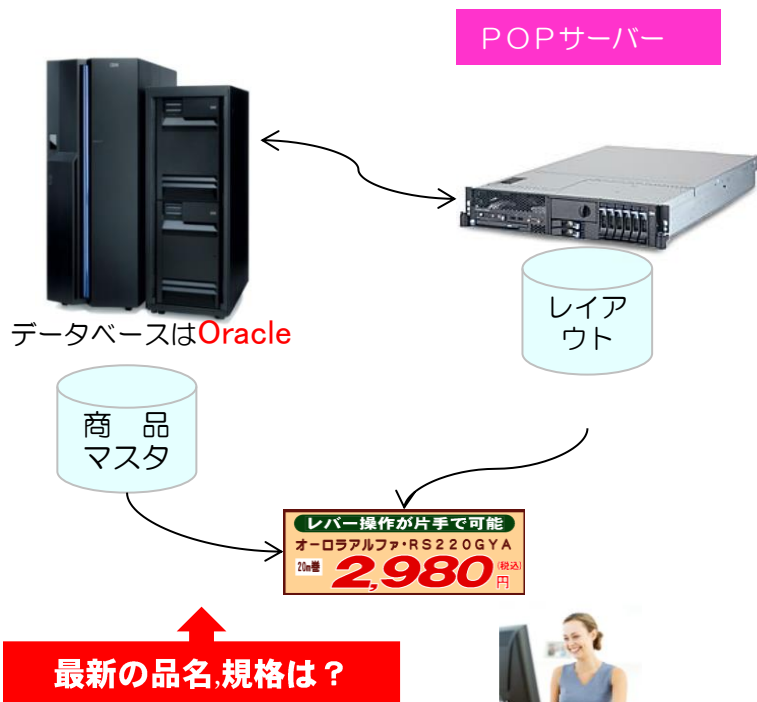 POPサーバー
データベースはOracle
レイア
ウト
商　品
マスタ
レバー操作が片手で可能
オーロラアルファ・RS220GYA
20m巻
2,980
(税込)
円
最新の品名,規格は？